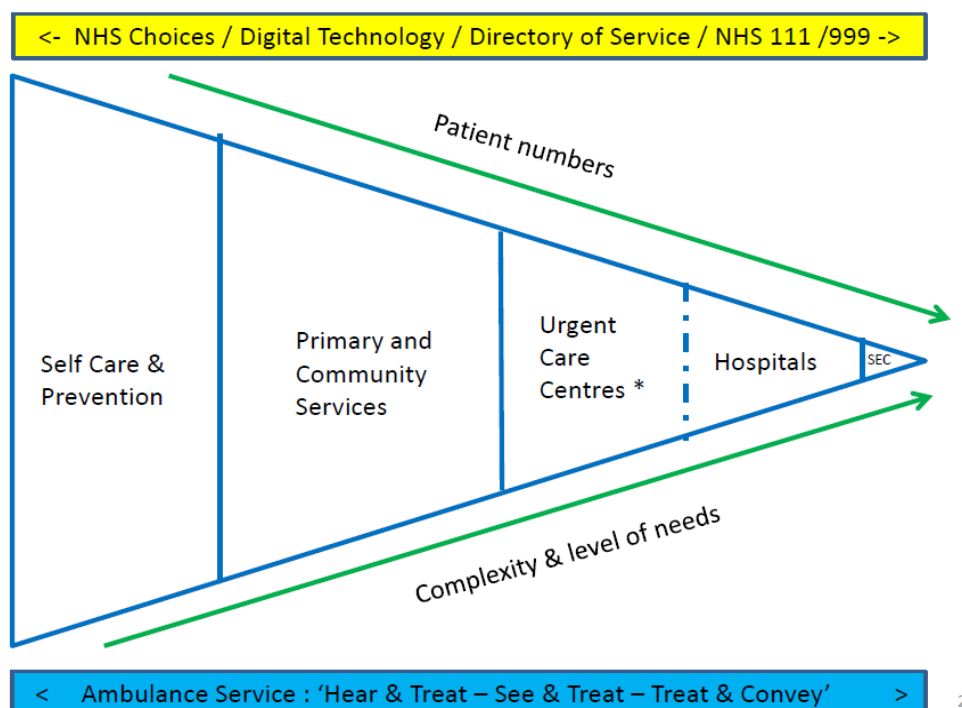 <- NHS Choices / Digital Technology / Directory of Service / NHS 111 /999 ->
Patient numbers
Self Care &
Prevention
Primary and
Community
Services
Urgent
Care
Centres *
Hospitals
SEC
Complexity & level of needs
< Ambulance Service : ‘Hear & Treat – See & Treat – Treat & Convey’ >
2